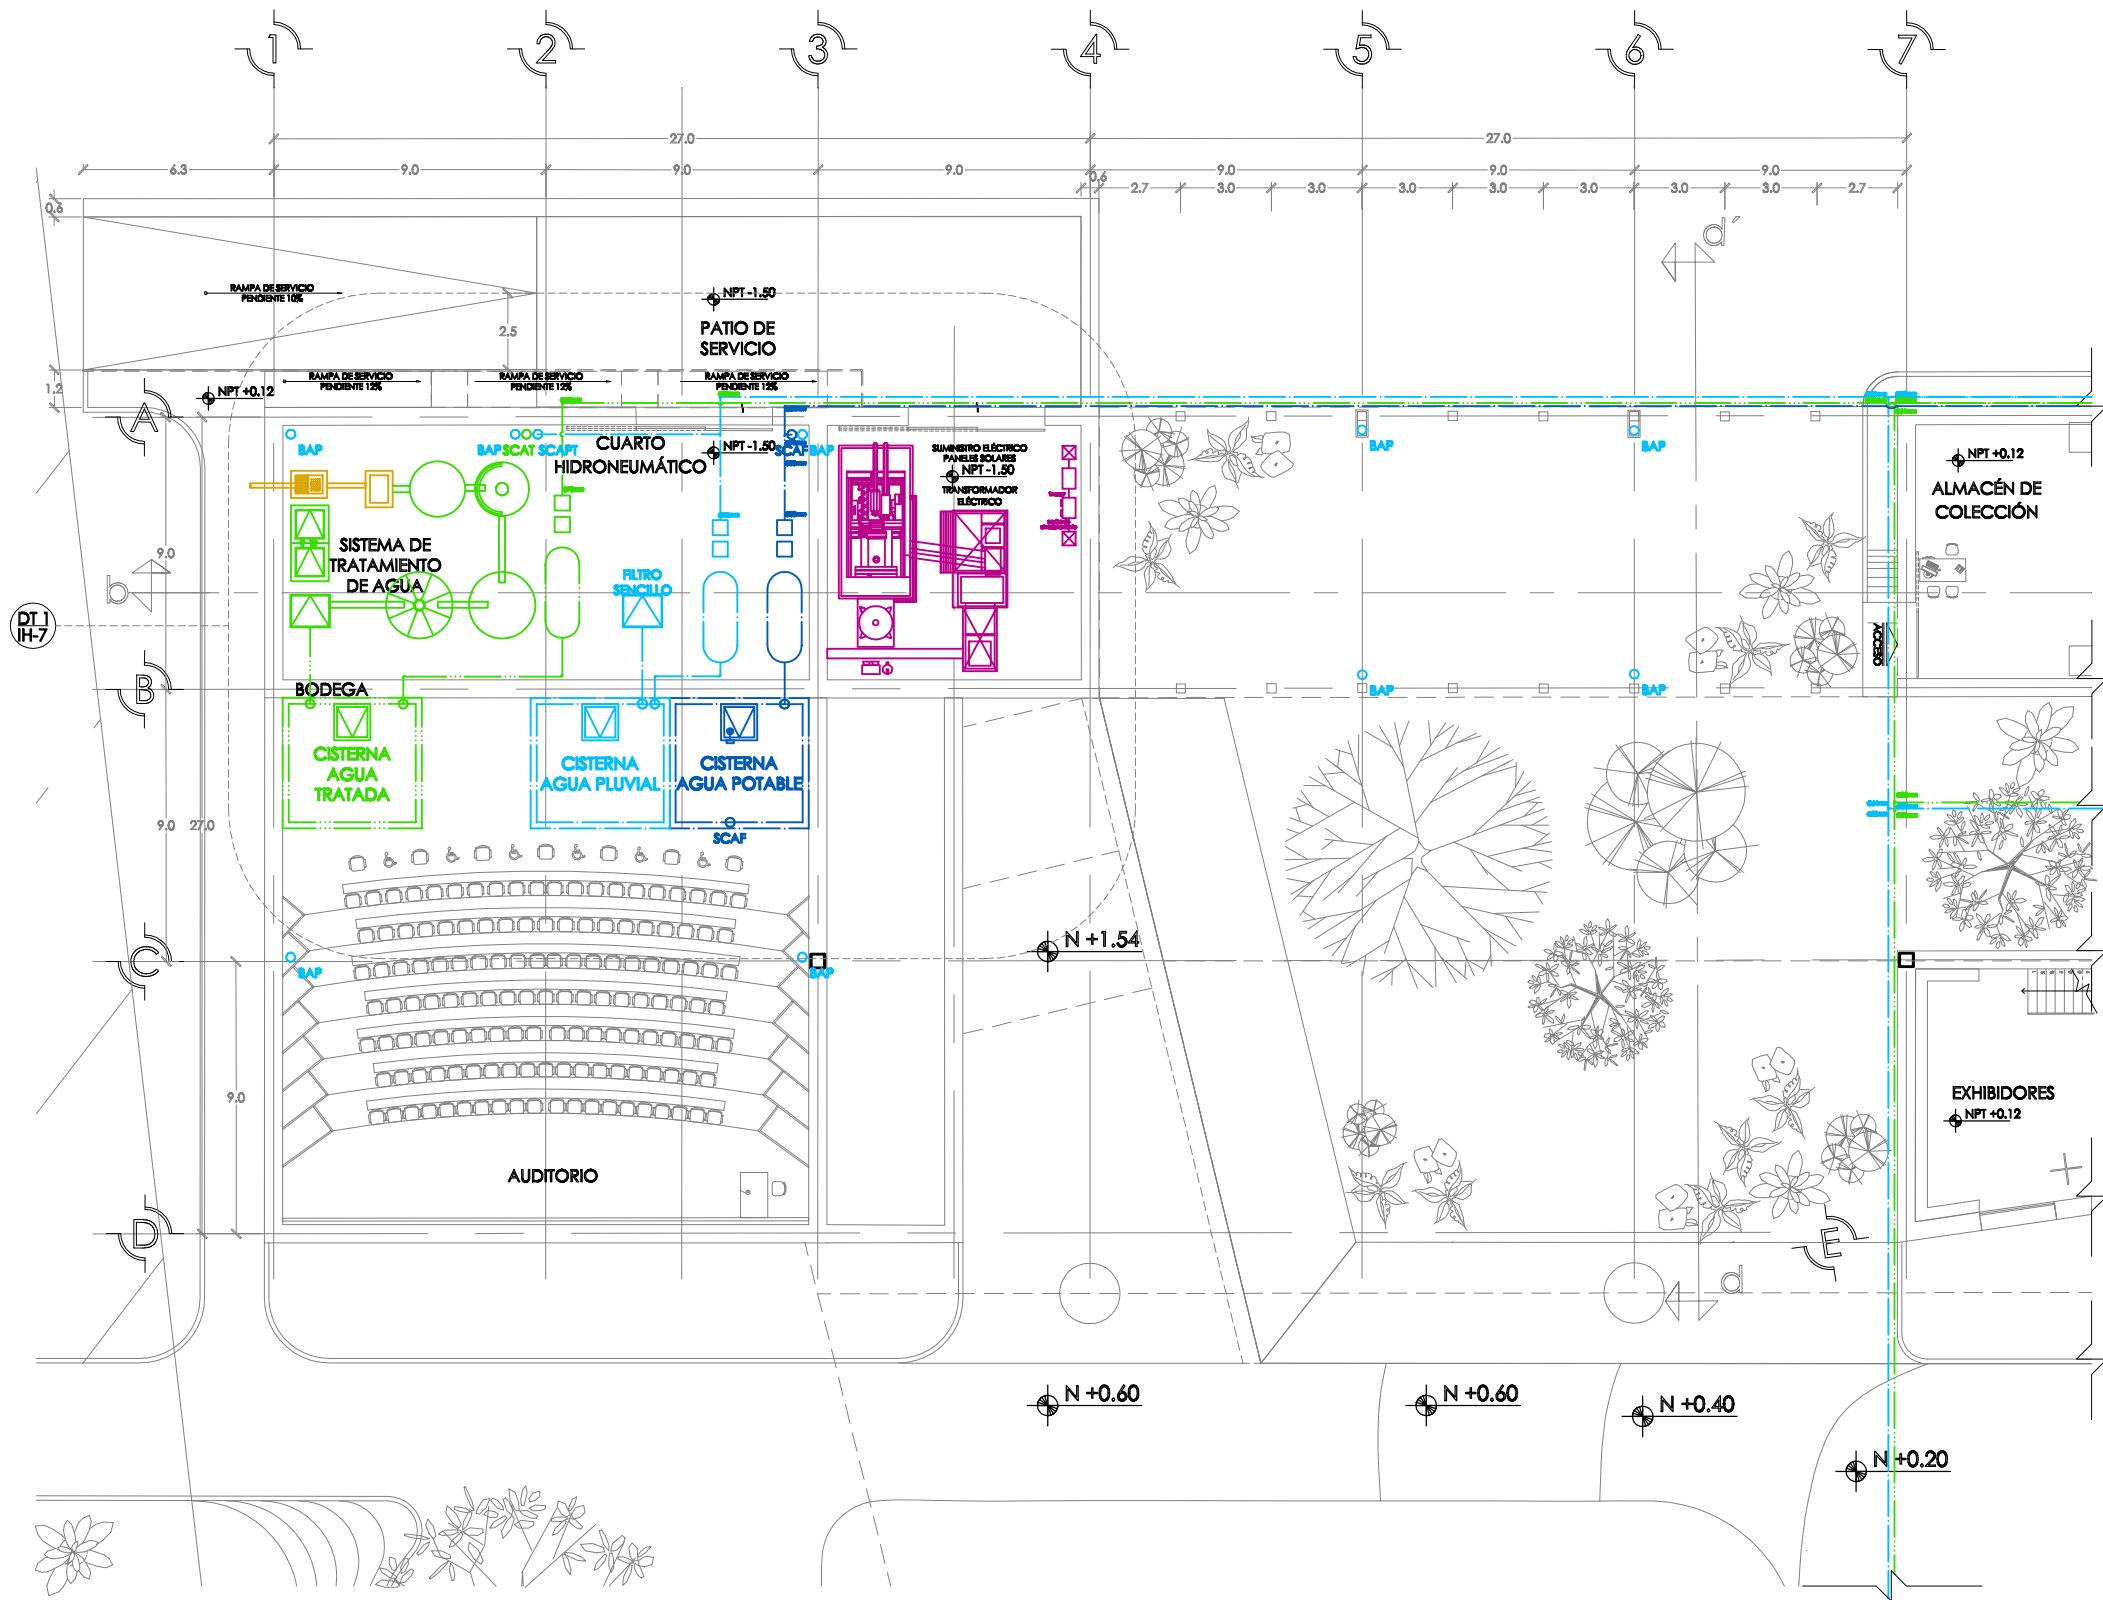 1
2
3
4
5
6
7
27.0
27.0
6.3
9.0
9.0
9.0
9.0
9.0
9.0
0.6
2.7
3.0
3.0
3.0
3.0
3.0
3.0
3.0
2.7
0.6
d´
RAMPA DE SERVICIO
PENDIENTE 10%
NPT -1.50
PATIO DE
SERVICIO
2.5
1.2
RAMPA DE SERVICIO
PENDIENTE 12%
RAMPA DE SERVICIO
PENDIENTE 12%
RAMPA DE SERVICIO
PENDIENTE 12%
NPT +0.12
A
BAP
BAP
SCAT
SCAPT
CUARTO
HIDRONEUMÁTICO
NPT -1.50
SCAF
BAP
SUMINISTRO ELÉCTRICO
PANELES SOLARES
NPT -1.50
TRANSFORMADOR
ELÉCTRICO
BAP
BAP
NPT +0.12
ALMACÉN DE
COLECCIÓN
SISTEMA DE
TRATAMIENTO
DE AGUA
FILTRO
SENCILLO
9.0
b
DT 1
IH-7
ACCESO
B
BODEGA
BAP
BAP
CISTERNA
AGUA
TRATADA
CISTERNA
AGUA PLUVIAL
CISTERNA
AGUA POTABLE
SCAF
9.0
27.0
C
BAP
BAP
N +1.54
9.0
EXHIBIDORES
NPT +0.12
AUDITORIO
D
E
d
N +0.60
N +0.60
N +0.40
N +0.20